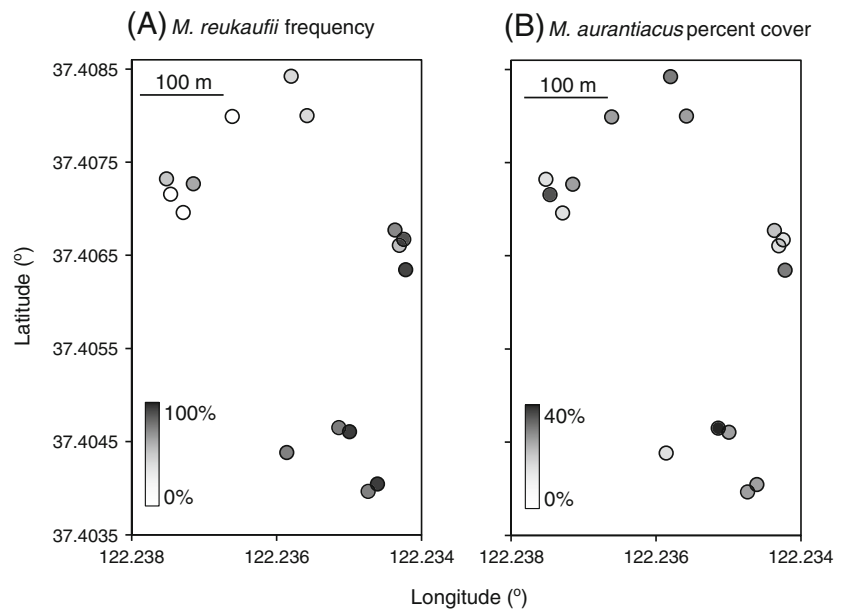 (A) M. reukaufii frequency
(B) M. aurantiacus percent cover
37.4085
37.4075
37.4065
37.4055
37.4045
37.4035
Latitude (º)
100 m
100%
0%
122.238
122.236
122.234
100 m
40%
0%
122.238
122.236
122.234
Longitude (º)